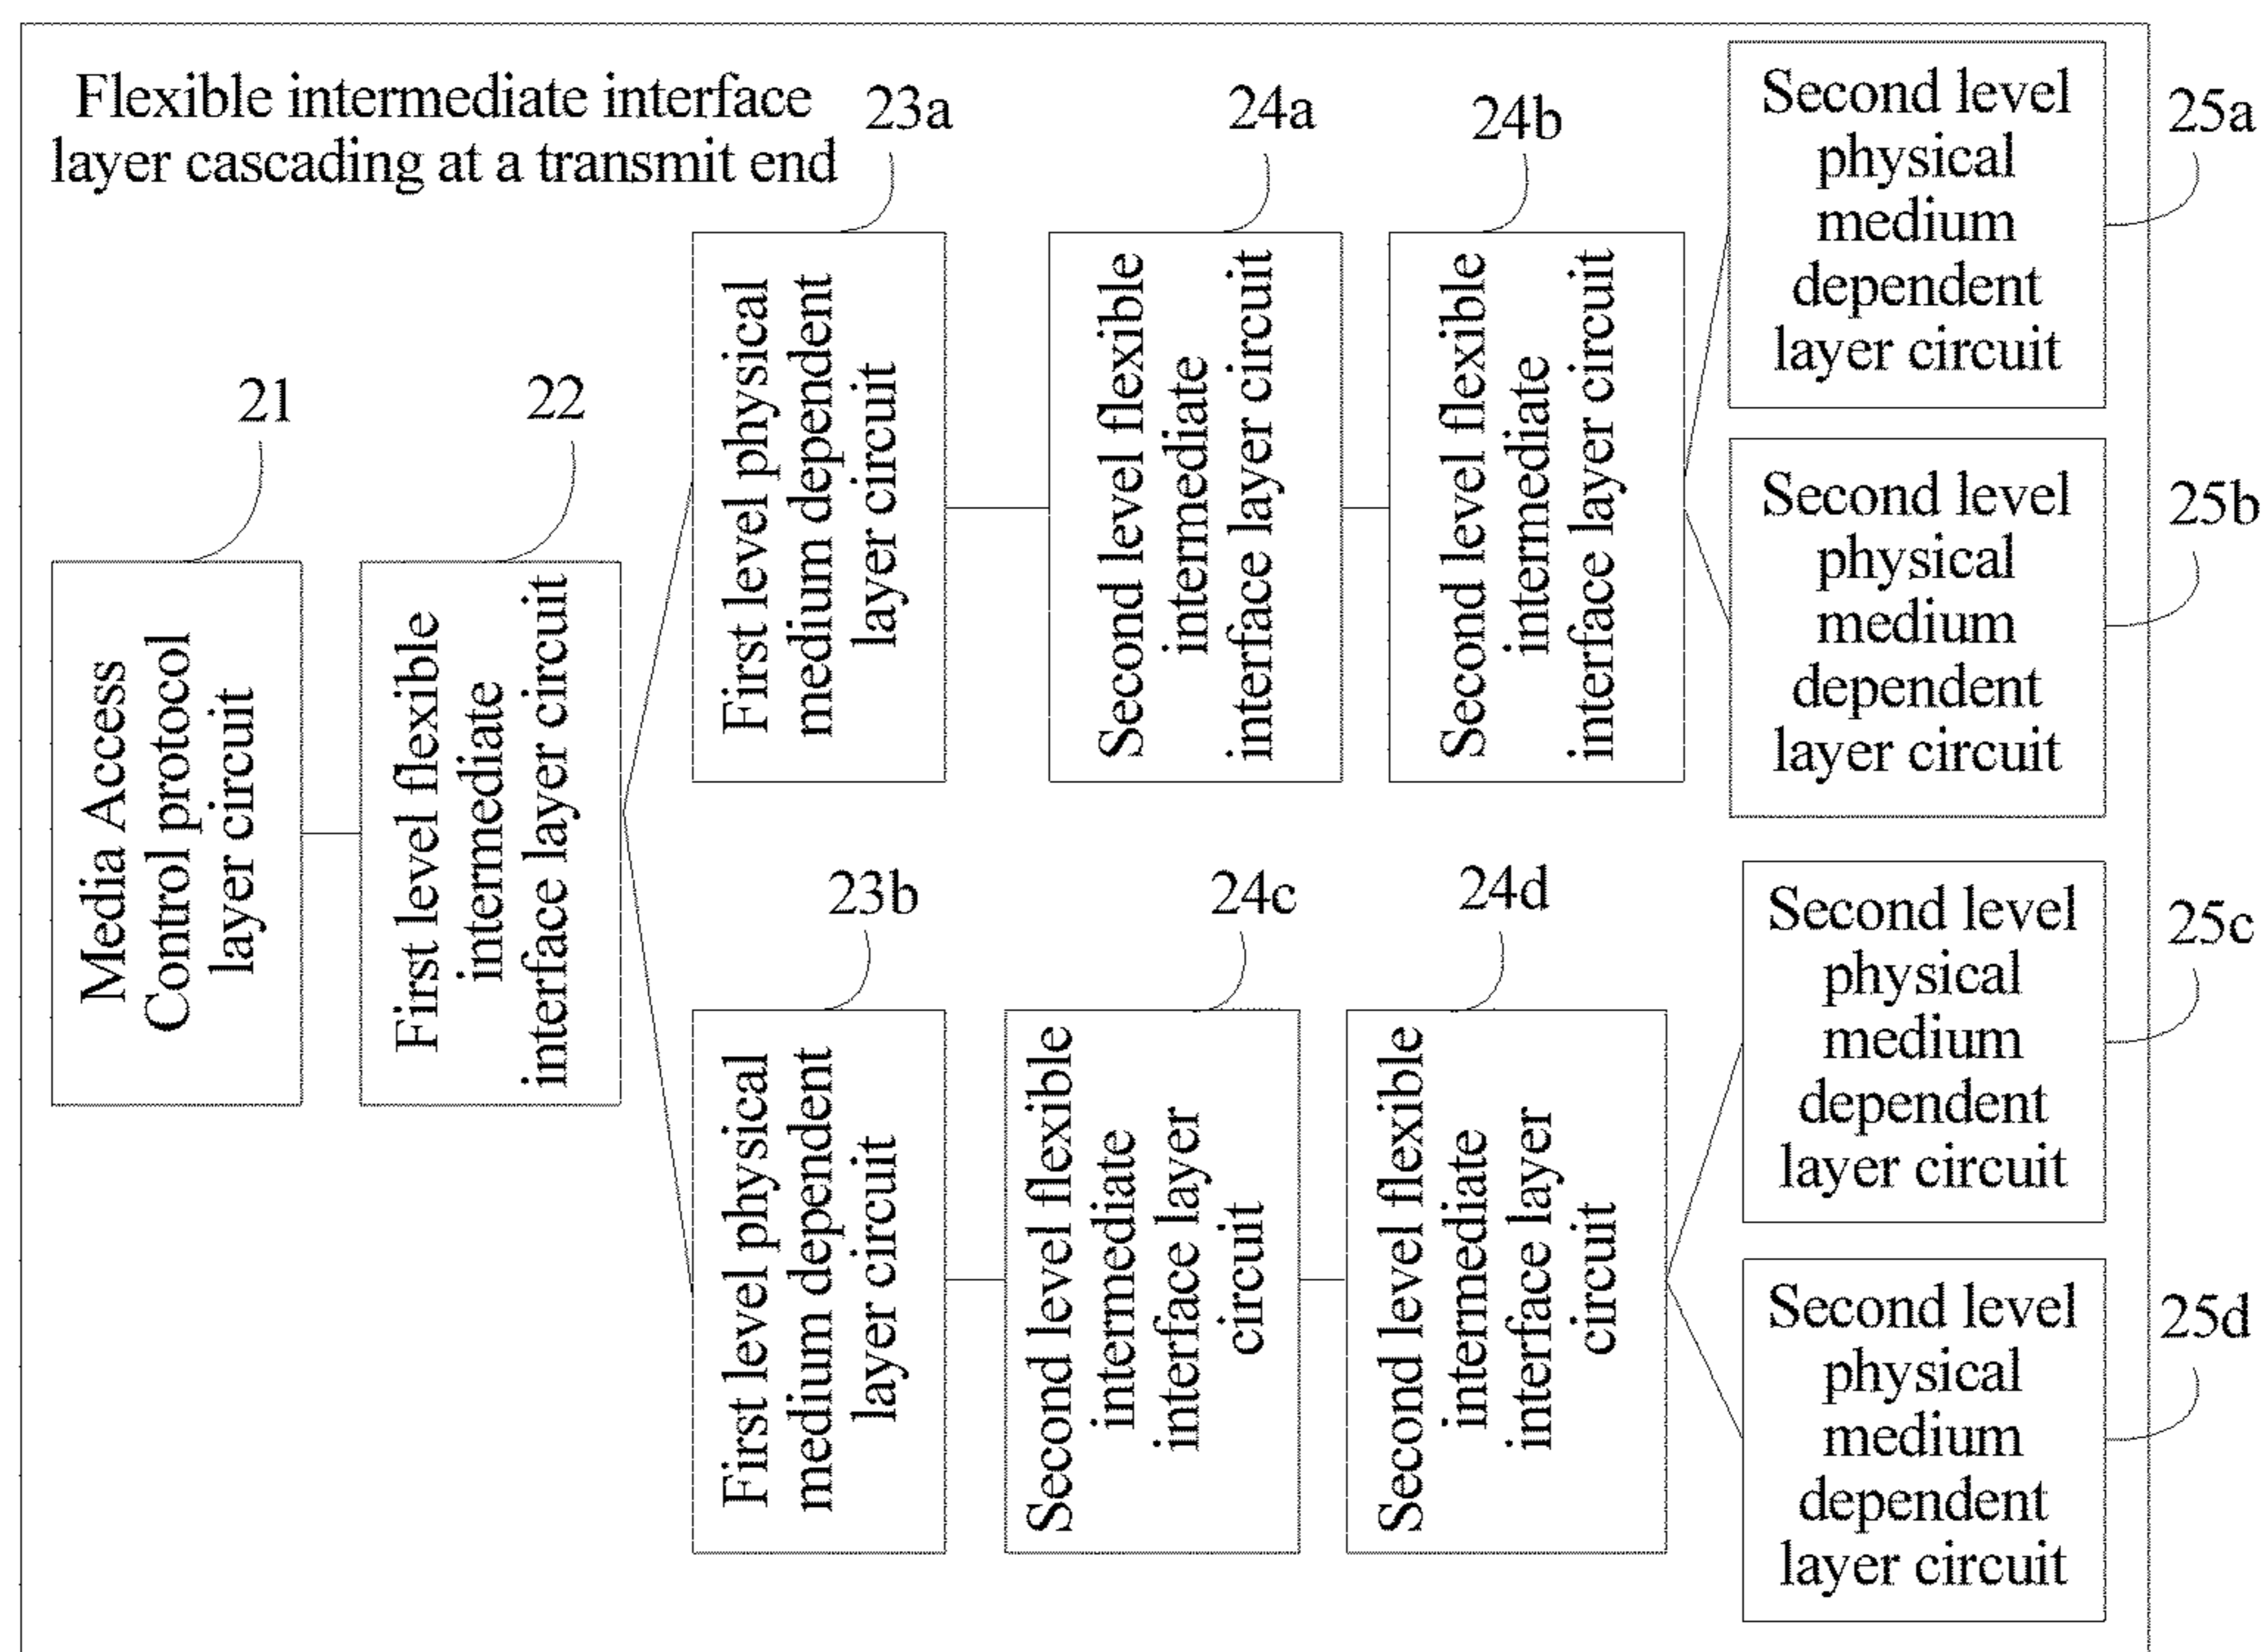 Flexible intermediate interface
layer cascading at a transmit end
21
Media Access
Control protocol
layer circuit
22
First level flexible
intermediate
interface layer circuit
23a
First level physical
medium dependent
layer circuit
24a
Second level flexible
intermediate
interface layer circuit
24b
Second level flexible
intermediate
interface layer circuit
25a
Second level
physical
medium
dependent
layer circuit
25b
Second level
physical
medium
dependent
layer circuit
23b
First level physical
medium dependent
layer circuit
24c
Second level flexible
intermediate
interface layer
circuit
24d
Second level flexible
intermediate
interface layer
circuit
25c
Second level
physical
medium
dependent
layer circuit
25d
Second level
physical
medium
dependent
layer circuit